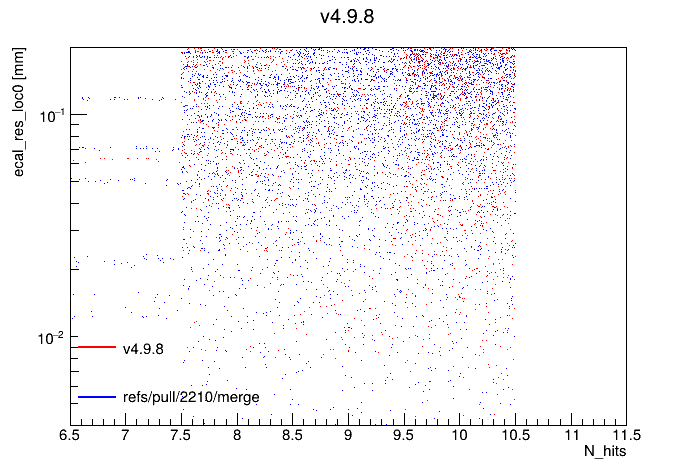 v4.9.8
ecal_res_loc0 [mm]
10⁻¹
10⁻²
v4.9.8
refs/pull/2210/merge
6.5 7 7.5 8 8.5 9 9.5 10 10.5 11 11.5
N_hits